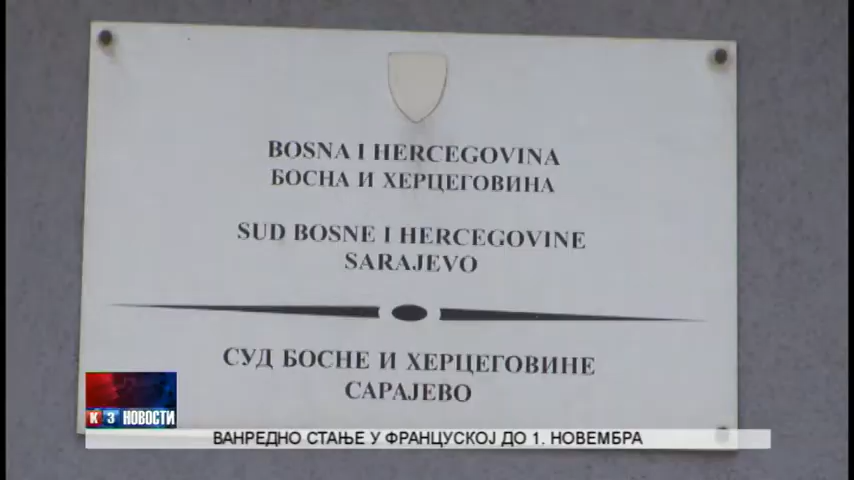 BOSNA I HERCEGOVINA
БОСНА И ХЕРЦЕГОВИНА
SUD BOSNE I HERCEGOVINE
SARAJEVO
СУД БОСНЕ И ХЕРЦЕГОВИНЕ
САРАЈЕВО
К 3 НОВОСТИ
ВАНРЕДНО СТАЊЕ У ФРАНЦУСКОЈ ДО 1. НОВЕМБРА